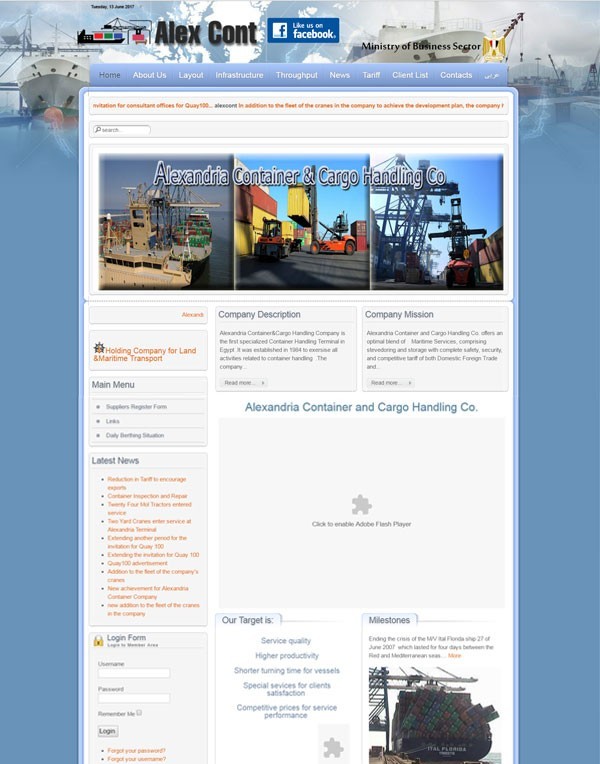 Tuesday, 13 June 2017
Alex Cont
Like us on
facebook.
Ministry of Business Sector
Home About Us Layout Infrastructure Throughput News Tariff Client List Contacts عربى
nvitation for consultant offices for Quay100... alexcont In addition to the fleet of the cranes in the company to achieve the development plan, the company
search...
Alexandria Container & Cargo Handling Co
Alexandi
Holding Company for Land
&Maritime Transport
Main Menu
Suppliers Register Form
Links
Daily Berthing Situation
Latest News
Reduction in Tariff to encourage
exports
Container Inspection and Repair
Twenty Four Mol Tractors entered
service
Two Yard Cranes enter service at
Alexandria Terminal
Extending another period for the
invitation for Quay 100
Extending the invitation for Quay 100
Quay100 advertisement
Addition to the fleet of the company's
cranes
New achievement for Alexandria
Container Company
new addition to the fleet of the cranes
in the company
Login Form
Login to Member Area
Username
Password
Remember Me
Login
Forgot your password?
Forgot your username?
Company Description
Alexandria Container&Cargo Handling Company is
the first specialized Container Handling Terminal in
Egypt .It was established in 1984 to exersise all
activities related to container handling .The
company...
Read more...
Company Mission
Alexandria Container and Cargo Handling Co. offers an
optimal blend of Maritime Services, comprising
stevedoring and storage with complete safety, security,
and competitive tariff of both Domestic Foreign Trade
and...
Read more...
Alexandria Container and Cargo Handling Co.
Click to enable Adobe Flash Player
Our Target is:
Service quality
Higher productivity
Shorter turning time for vessels
Special sevices for clients
satisfaction
Competitive prices for service
performance
Milestones
Ending the crisis of the M/V Ital Florida ship 27 of
June 2007 which lasted for four days between the
Red and Mediterranean seas... More
ITAL FLORIDA